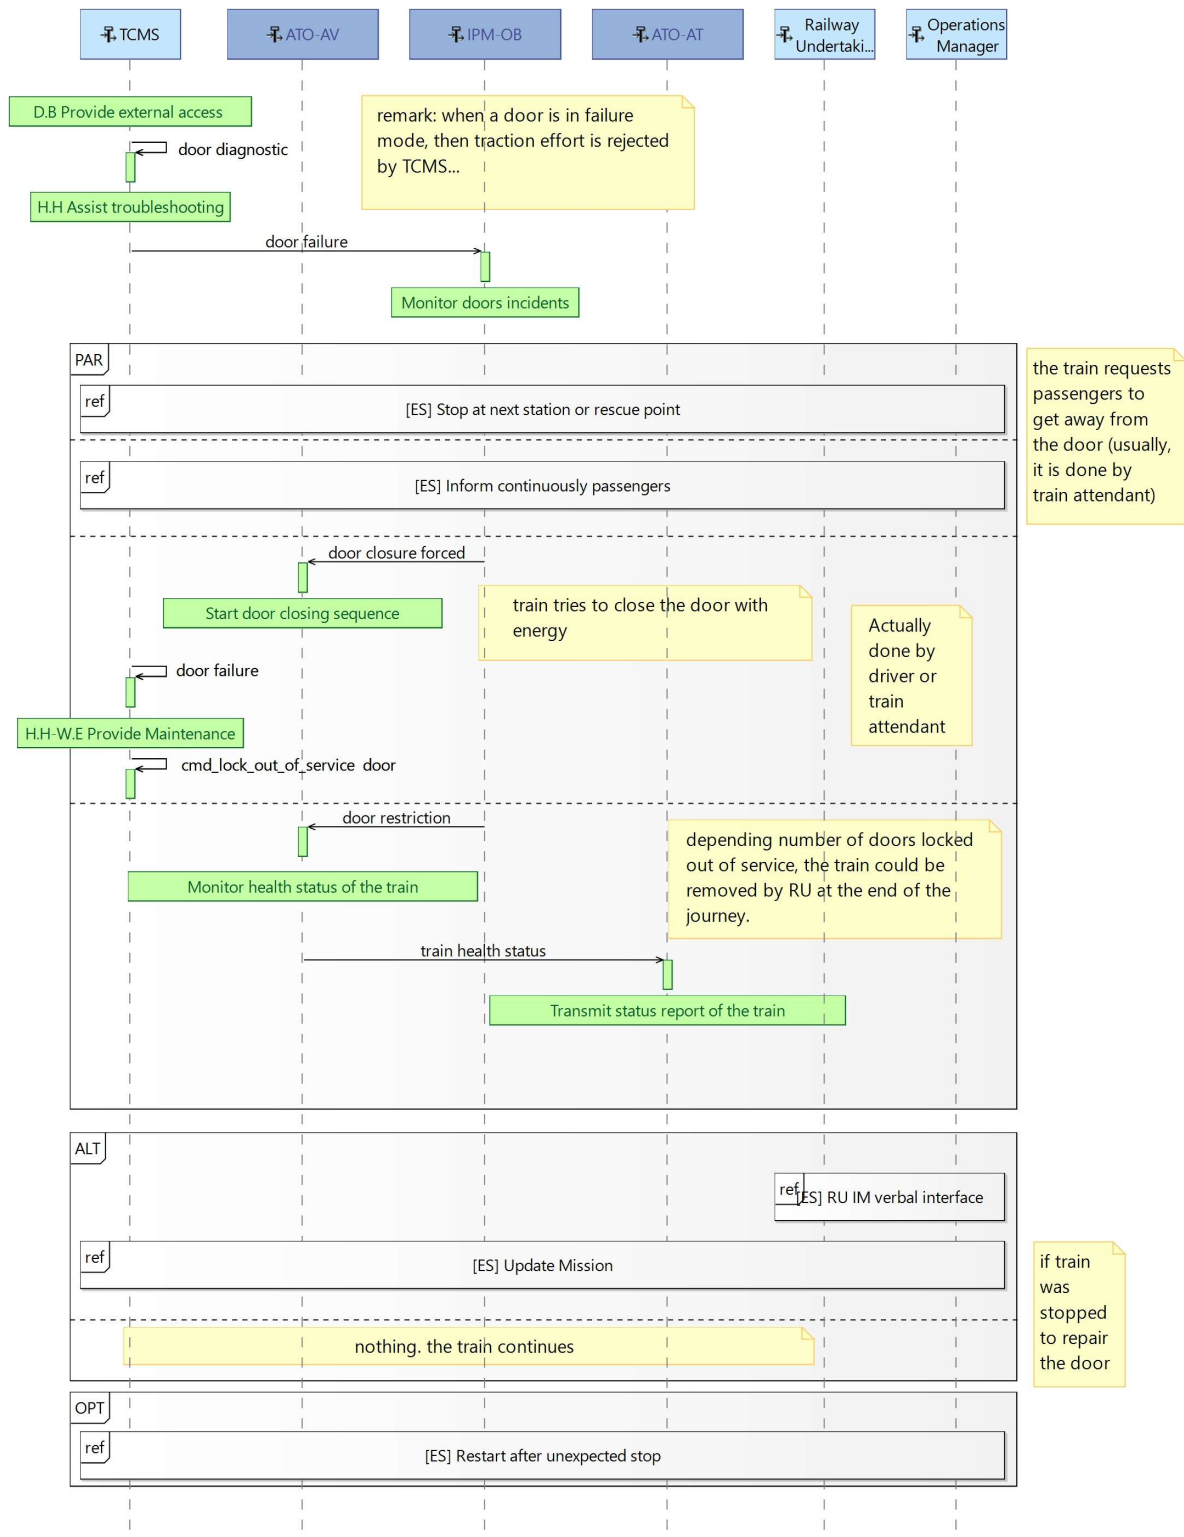 TCMS
ATO-AV
IPM-OB
ATO-AT
Railway
Undertaki...
Operations
Manager
D.B Provide external access
remark: when a door is in failure
mode, then traction effort is rejected
by TCMS...
door diagnostic
H.H Assist troubleshooting
door failure
Monitor doors incidents
PAR
ref
[ES] Stop at next station or rescue point
the train requests
passengers to
get away from
the door (usually,
it is done by
train attendant)
ref
[ES] Inform continuously passengers
door closure forced
Start door closing sequence
train tries to close the door with
energy
Actually
done by
driver or
train
attendant
door failure
H.H-W.E Provide Maintenance
cmd_lock_out_of_service door
door restriction
depending number of doors locked
out of service, the train could be
removed by RU at the end of the
journey.
Monitor health status of the train
train health status
Transmit status report of the train
ALT
ref
[ES] RU IM verbal interface
ref
[ES] Update Mission
if train
was
stopped
to repair
the door
nothing. the train continues
OPT
ref
[ES] Restart after unexpected stop